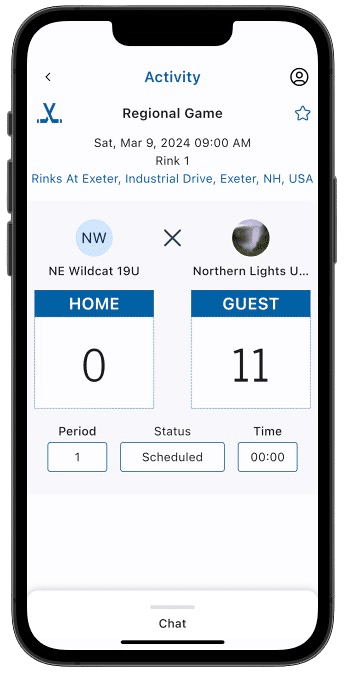 Activity
Regional Game
Sat, Mar 9, 2024 09:00 AM
Rink 1
Rinks At Exeter, Industrial Drive, Exeter, NH, USA
NW
NE Wildcat 19U
Northern Lights U...
HOME
GUEST
0
11
Period
Status
Time
1
Scheduled
00:00
Chat